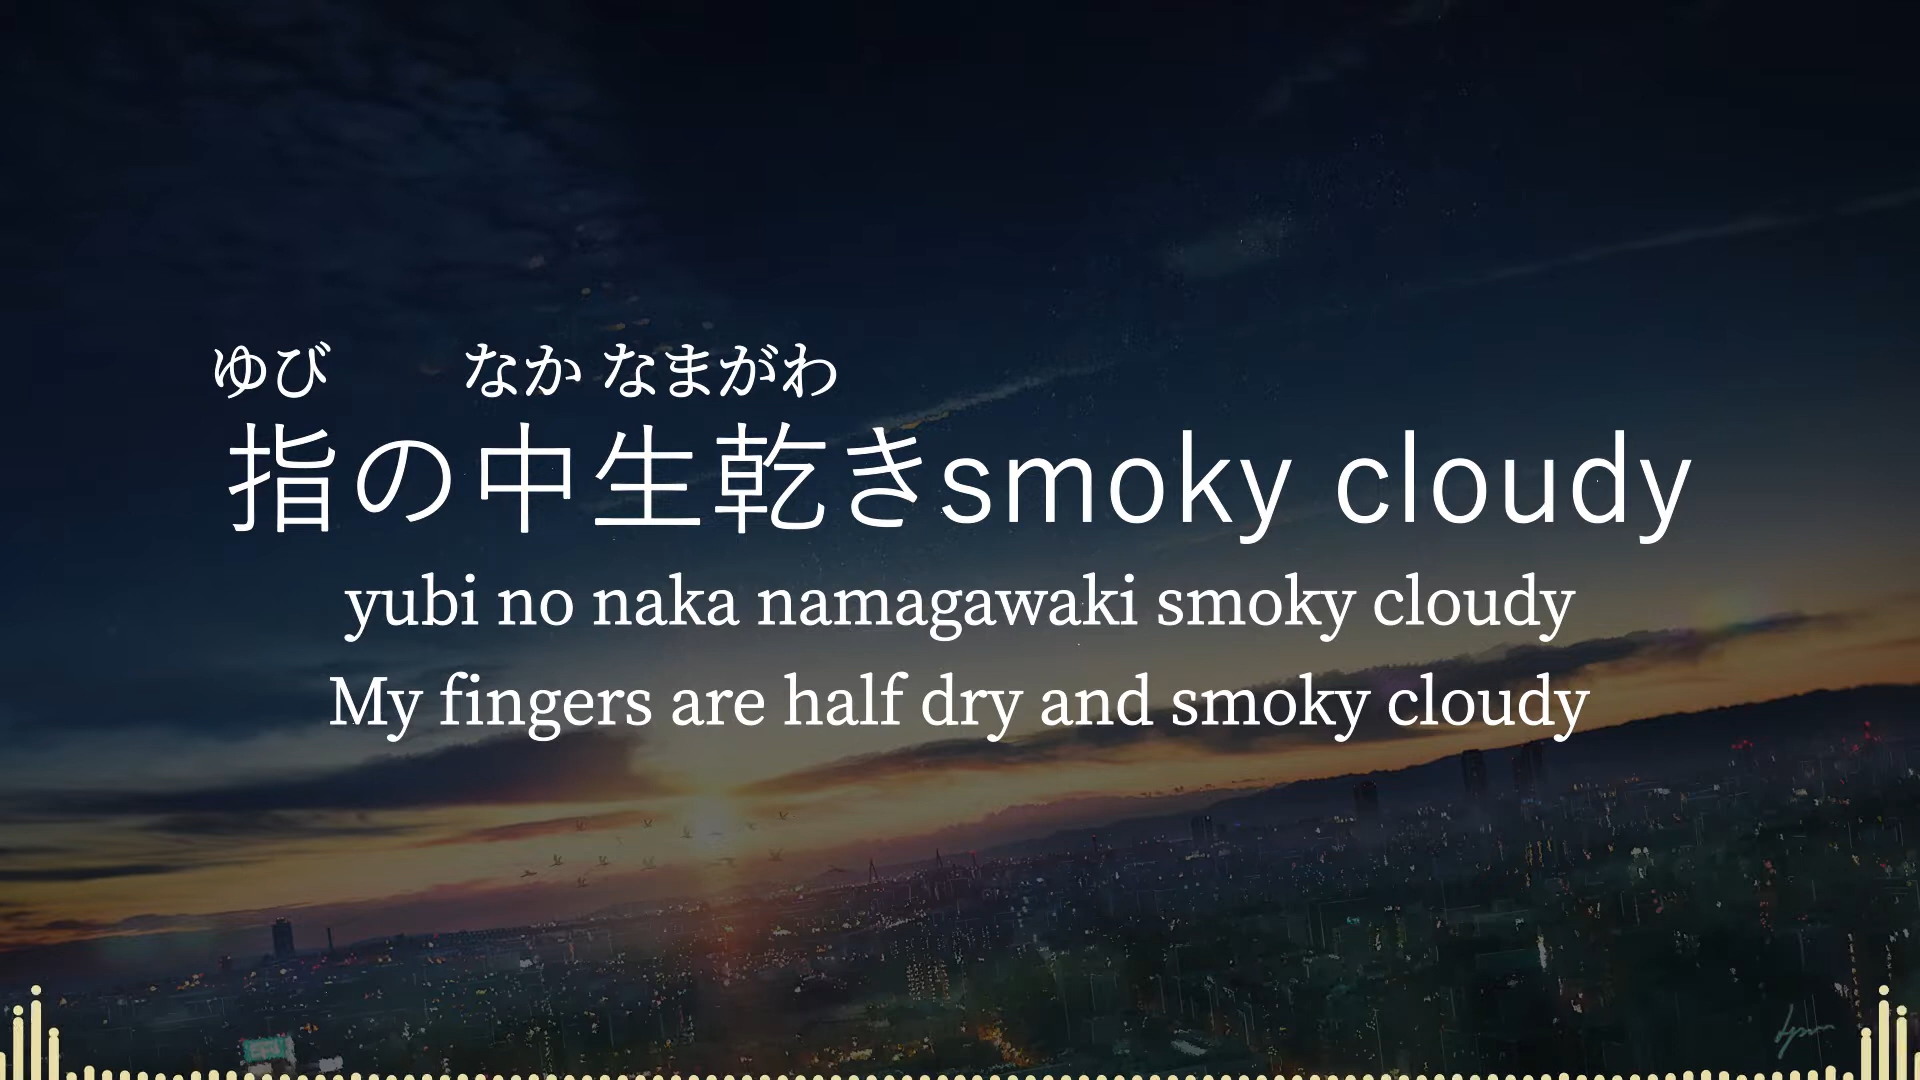 ゆび なか なまがわ
指の中生乾きsmoky cloudy
yubi no naka namagawaki smoky cloudy
My fingers are half dry and smoky cloudy